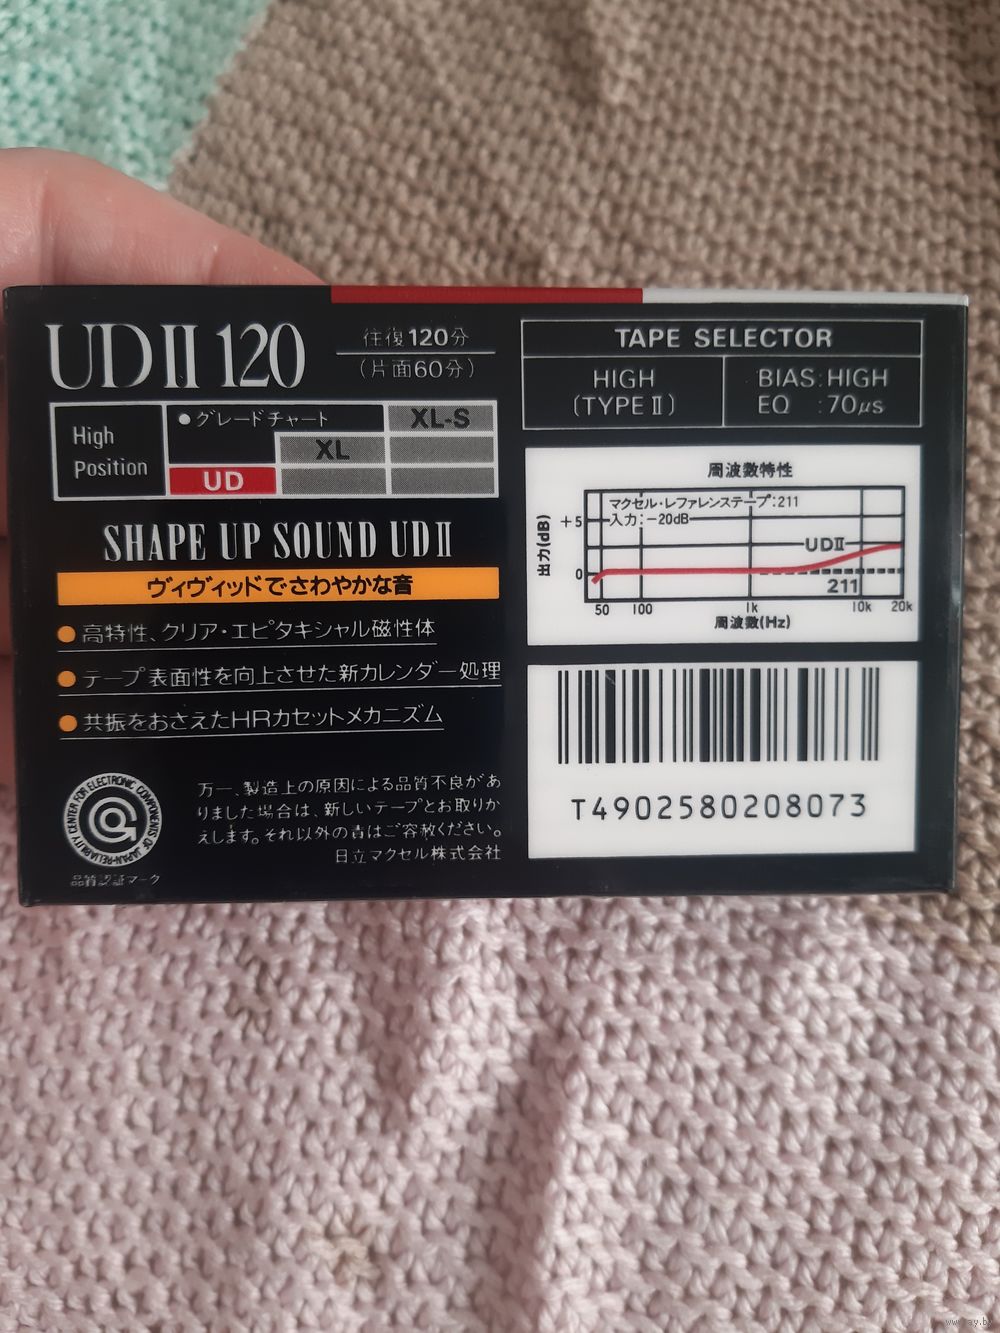 UDⅡ120
往復120分
(片面60分)
High
Position
●グレードチャート
XL-S
XL
UD
SHAPE UP SOUND UDⅡ
ヴィヴィッドでさわやかな音
●高特性、クリア・エピタキシャル磁性体
●テープ表面性を向上させた新カレンダー処理
●共振をおさえたHRカセットメカニズム
RELIABILITY CENTER FOR ELECTRONIC COMPONENTS OF JAPAN
品質認証マーク
万一、製造上の原因による品質不良があ
りました場合は、新しいテープとお取りか
えします。それ以外の責はご容赦ください。
日立マクセル株式会社
TAPE SELECTOR
HIGH
(TYPEⅡ)
BIAS:HIGH
EQ :70μs
周波数特性
マクセル・レファレンステープ:211
入力:−20dB
出力(dB)
+5
0
UDⅡ
211
50 100 1k 10k 20k
周波数(Hz)
T4902580208073